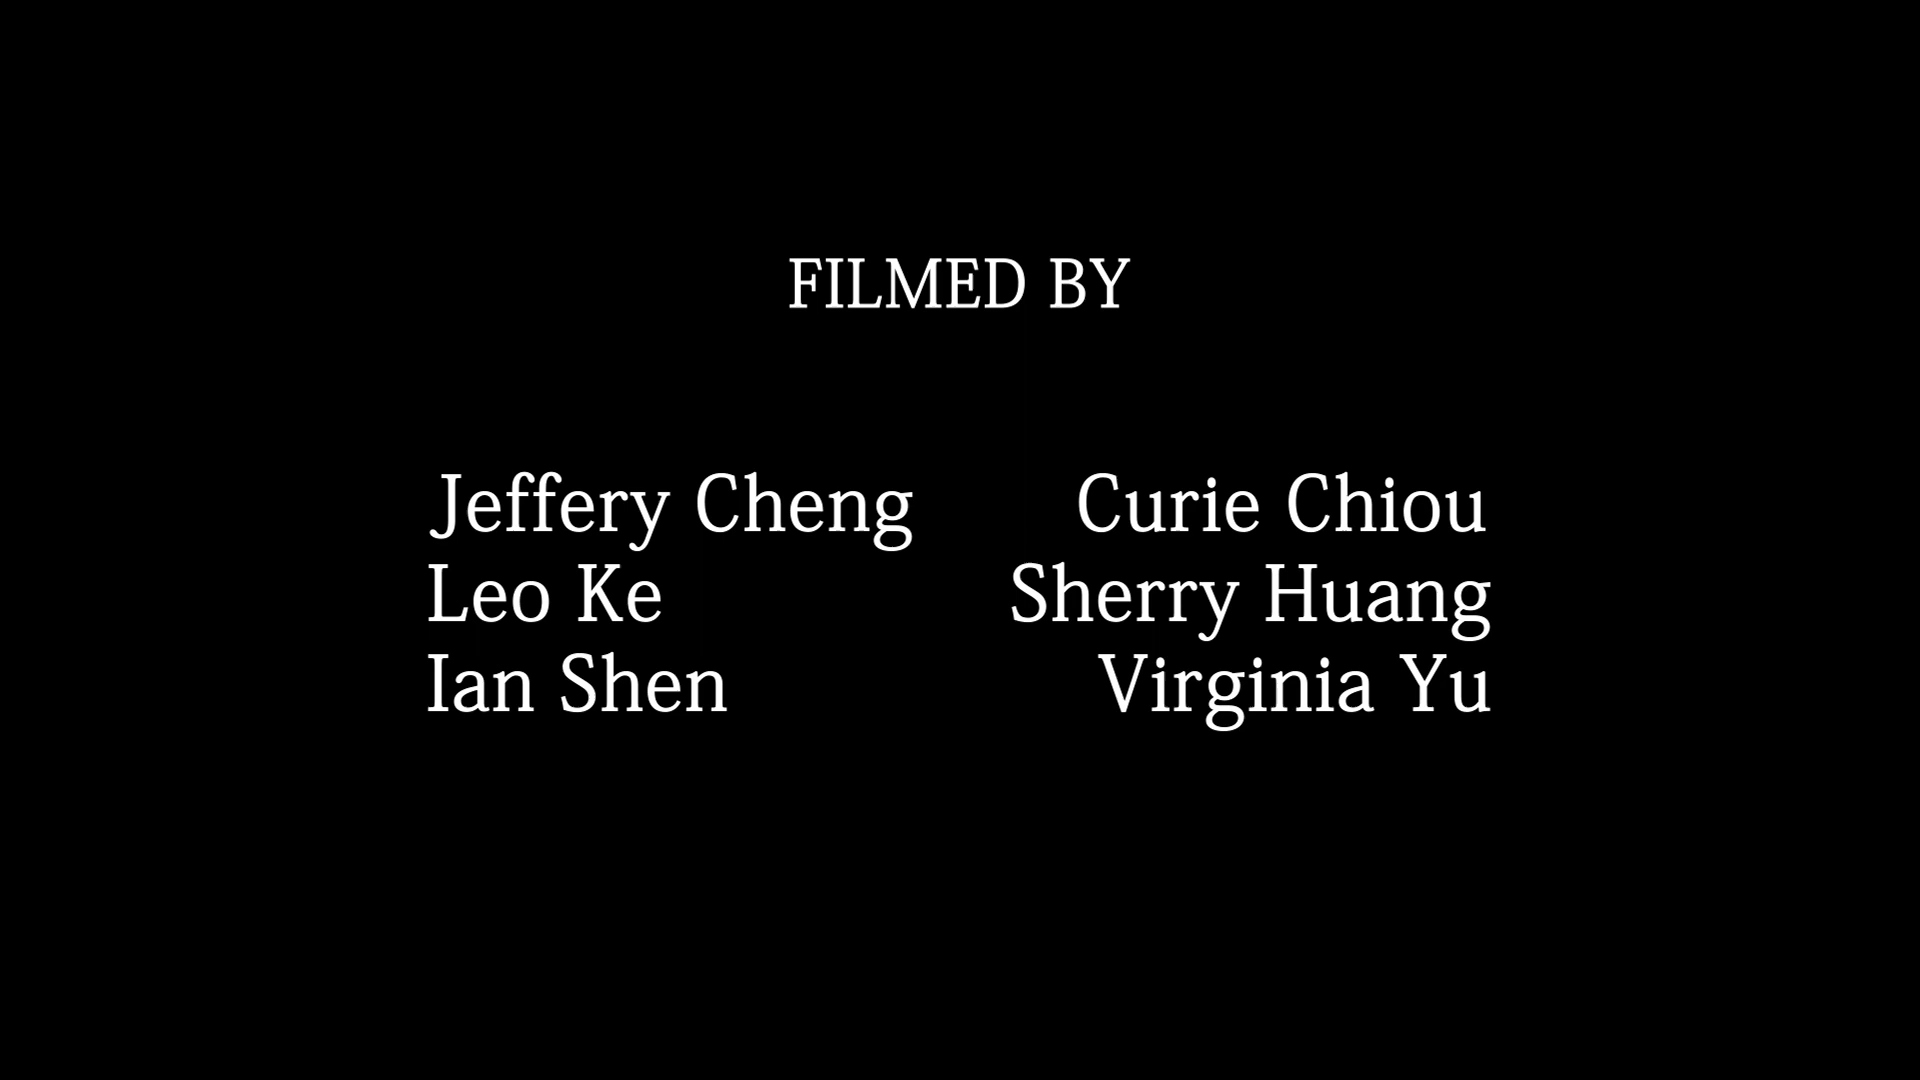 FILMED BY
Jeffery Cheng Curie Chiou
Leo Ke Sherry Huang
Ian Shen Virginia Yu